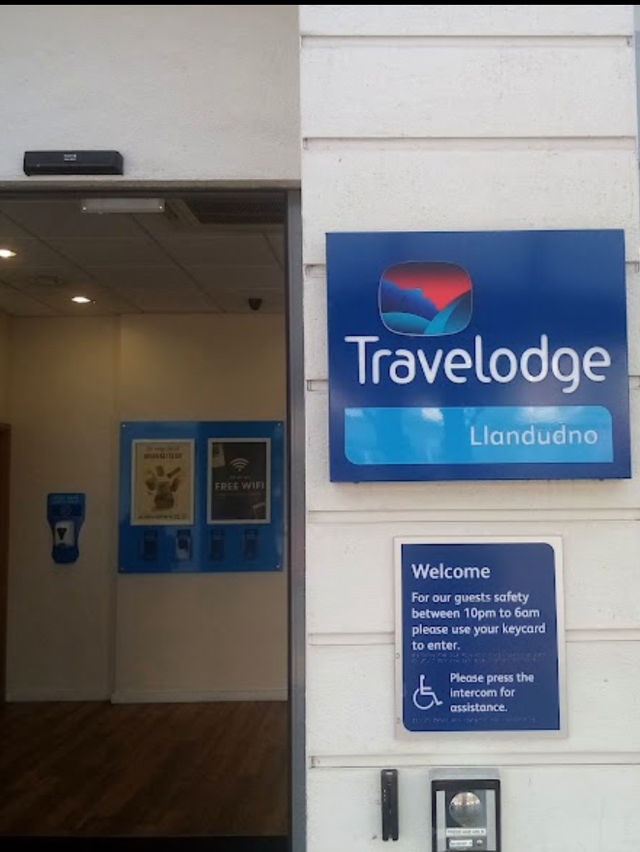 Travelodge
Llandudno
FREE WIFI
Welcome
For our guests safety
between 10pm to 6am
please use your keycard
to enter.
Please press the
intercom for
assistance.